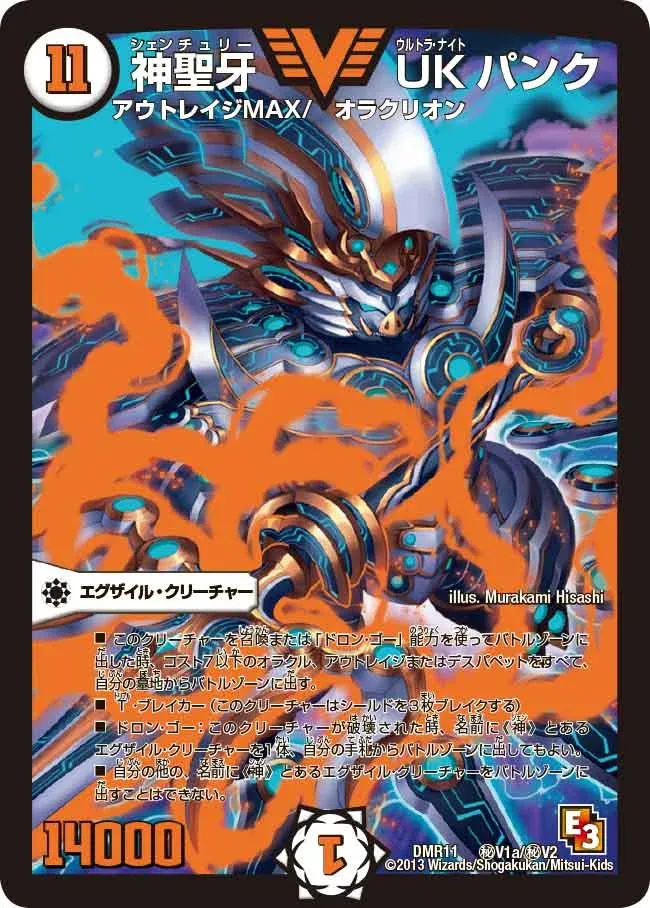 シェンチュリー ウルトラ・ナイト
11 神聖牙 UK パンク
アウトレイジMAX/ オラクリオン
エグザイル・クリーチャー
illus. Murakami Hisashi
■ このクリーチャーを召喚または「ドロン・ゴー」能力を使ってバトルゾーンに
出した時、コスト7以下のオラクル、アウトレイジまたはデスパペットをすべて、
自分の墓地からバトルゾーンに出す。
■ T・ブレイカー（このクリーチャーはシールドを3枚ブレイクする）
■ ドロン・ゴー：このクリーチャーが破壊された時、名前に《神》とある
エグザイル・クリーチャーを1体、自分の手札からバトルゾーンに出してもよい。
■ 自分の他の、名前に《神》とあるエグザイル・クリーチャーをバトルゾーンに
出すことはできない。
14000
1
E3
DMR11 ㊙V1a/㊙V2
©2013 Wizards/Shogakukan/Mitsui-Kids